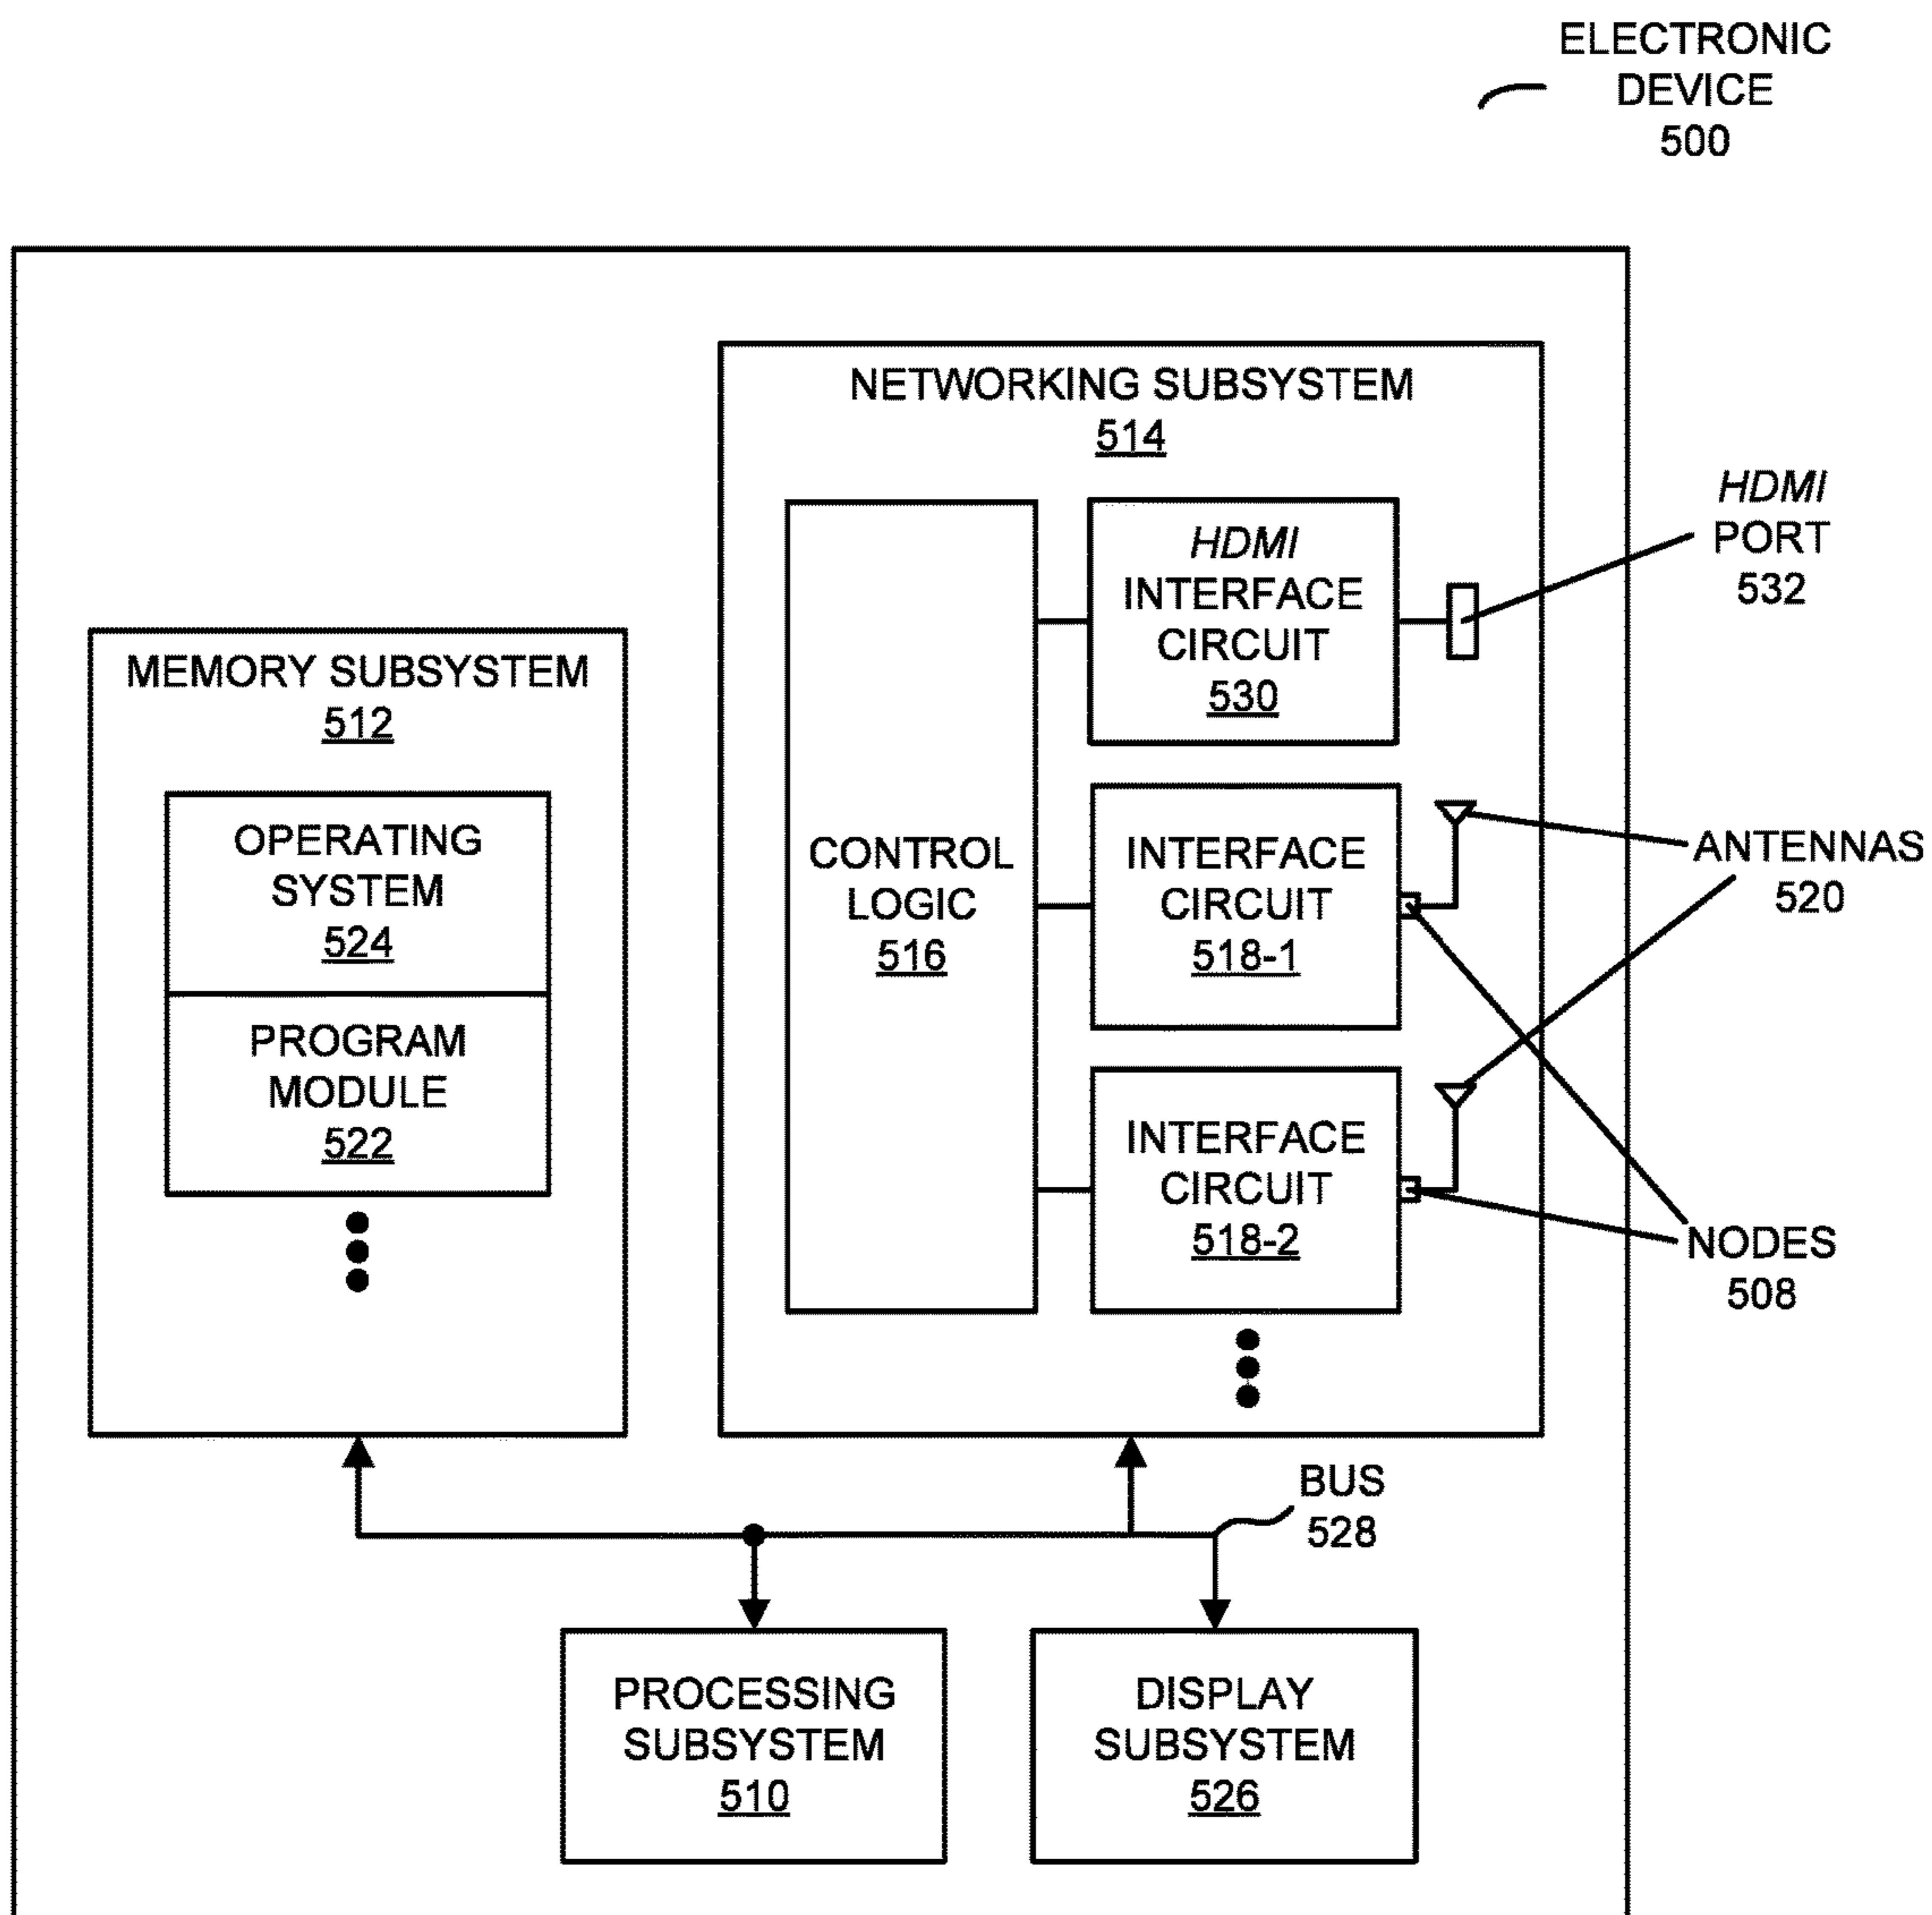 ELECTRONIC
DEVICE
500
NETWORKING SUBSYSTEM
514
HDMI
PORT
532
HDMI
INTERFACE
CIRCUIT
530
MEMORY SUBSYSTEM
512
OPERATING
SYSTEM
524
PROGRAM
MODULE
522
CONTROL
LOGIC
516
INTERFACE
CIRCUIT
518-1
ANTENNAS
520
INTERFACE
CIRCUIT
518-2
NODES
508
BUS
528
PROCESSING
SUBSYSTEM
510
DISPLAY
SUBSYSTEM
526